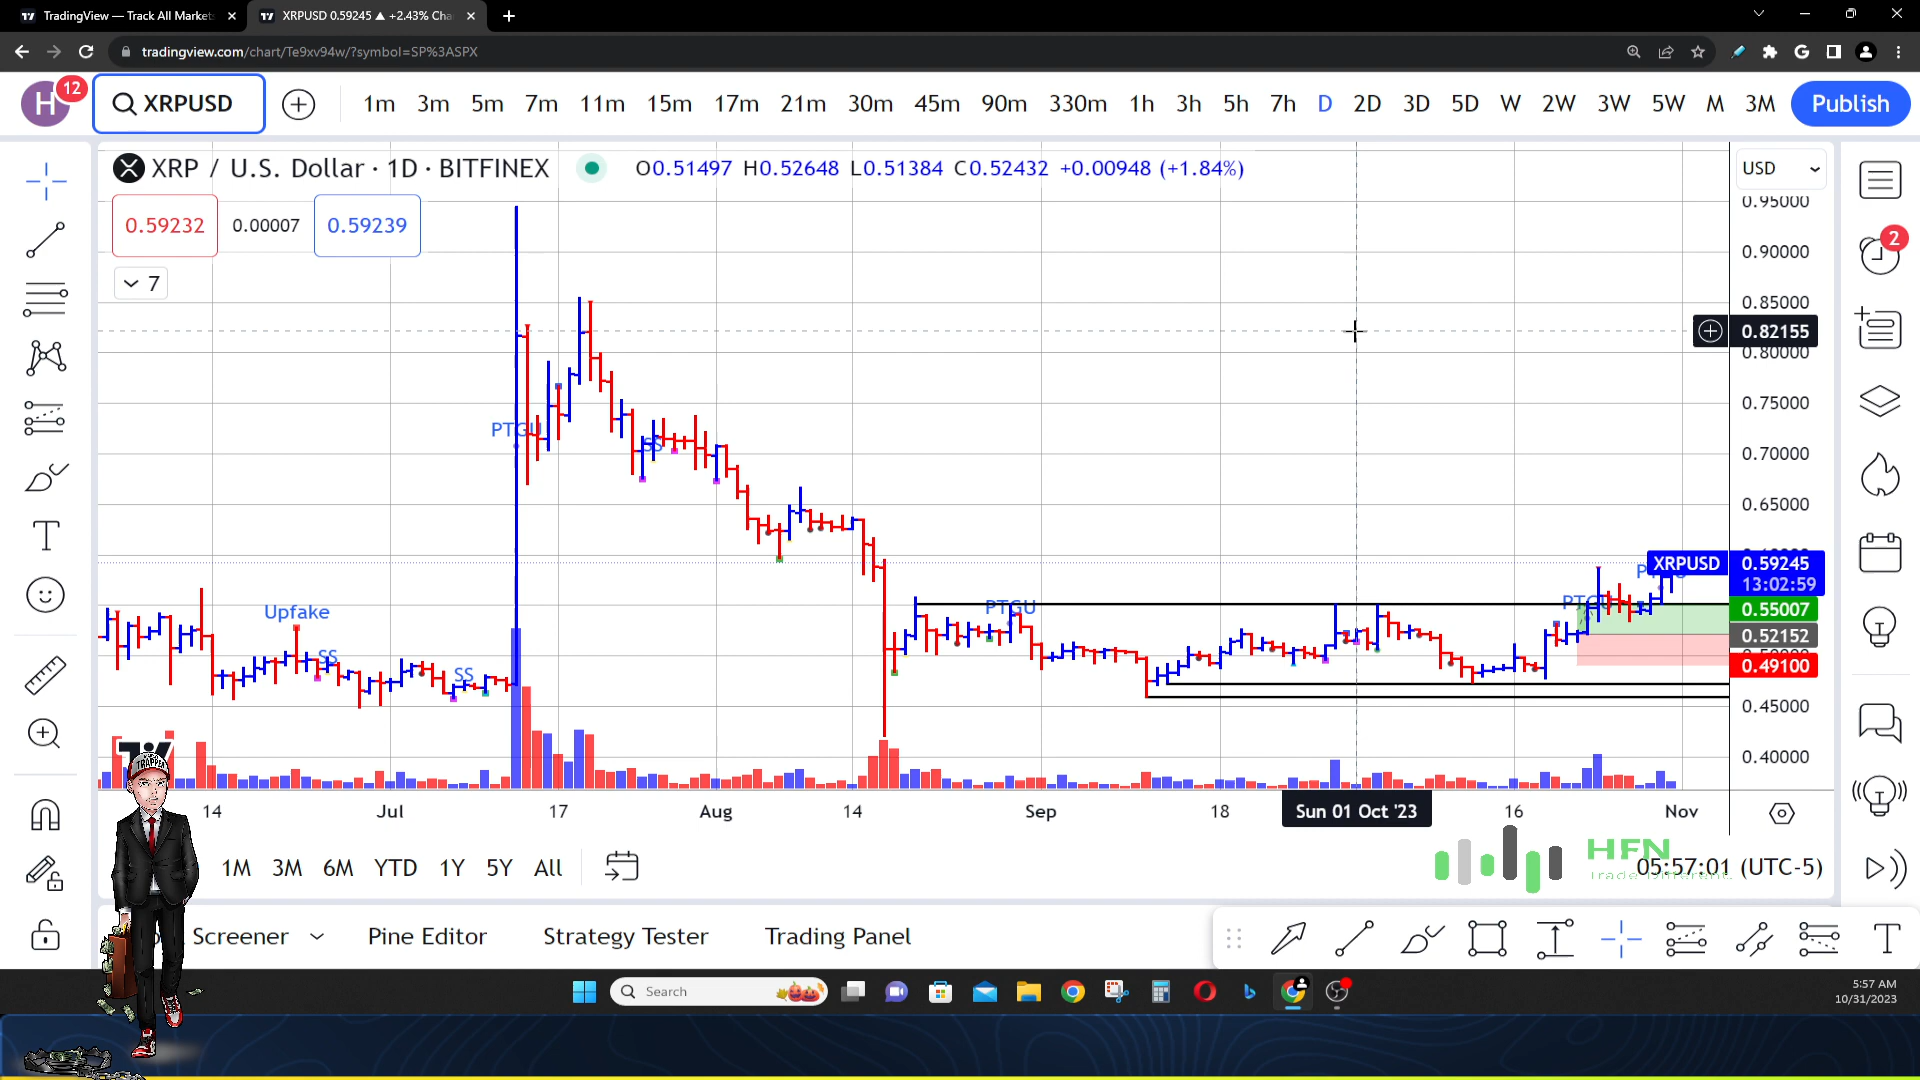 TradingView — Track All Market
XRPUSD 0.59245 ▲ +2.43% Cha
tradingview.com/chart/Te9xv94w/?symbol=SP%3ASPX
H
12
XRPUSD
1m 3m 5m 7m 11m 15m 17m 21m 30m 45m 90m 330m 1h 3h 5h 7h D 2D 3D 5D W 2W 3W 5W M 3M
Publish
XRP / U.S. Dollar · 1D · BITFINEX
O0.51497 H0.52648 L0.51384 C0.52432 +0.00948 (+1.84%)
USD
0.59232 0.00007 0.59239
7
2
0.95000
0.90000
0.85000
0.82155
0.80000
0.75000
0.70000
0.65000
XRPUSD 0.59245
13:02:59
0.55007
0.52152
0.49100
0.45000
0.40000
PTGU
SS
Upfake
SS
SS
PTGU
PTGU
14 Jul 17 Aug 14 Sep 18 Sun 01 Oct '23 16 Nov
TRAPPER
1M 3M 6M YTD 1Y 5Y All
HFN
Trade Different.
05:57:01 (UTC-5)
Screener Pine Editor Strategy Tester Trading Panel
Search
5:57 AM
10/31/2023